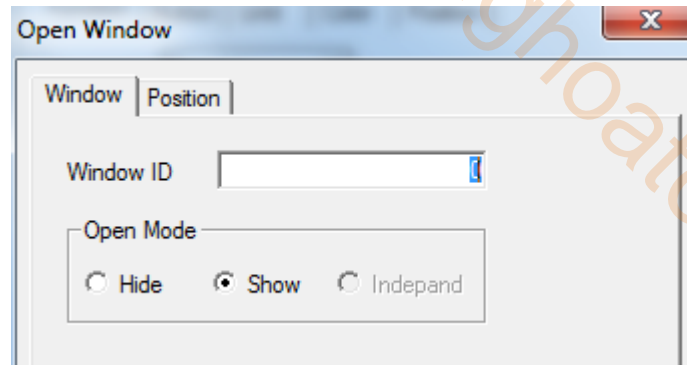 Open Window
Window Position
Window ID 0
Open Mode
Hide Show Indepand